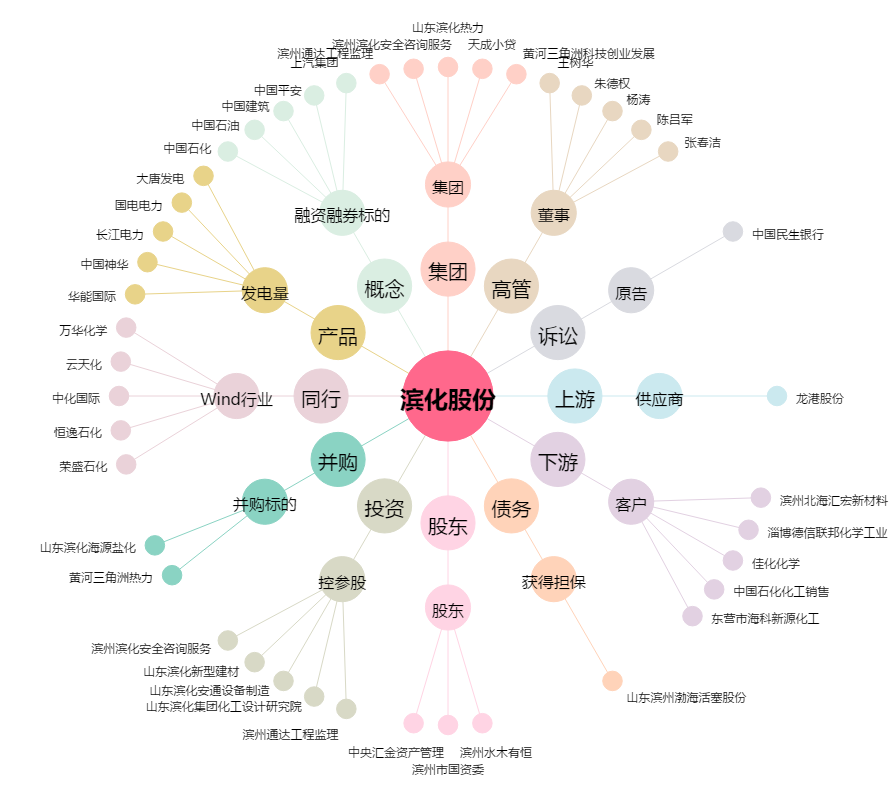 山东滨化热力
滨州滨化安全咨询服务
天成小贷
滨州通达工程监理
黄河三角洲科技创业发展
上汽集团
王树华
中国平安
朱德权
中国建筑
杨涛
中国石油
陈吕军
中国石化
张春洁
大唐发电
集团
国电电力
融资融券标的
董事
长江电力
中国民生银行
中国神华
集团
概念
高管
华能国际
发电量
原告
万华化学
产品
诉讼
云天化
中化国际
Wind行业
同行
滨化股份
上游
供应商
龙港股份
恒逸石化
荣盛石化
并购
下游
并购标的
投资
股东
债务
客户
滨州北海汇宏新材料
淄博德信联邦化学工业
山东滨化海源盐化
佳化化学
黄河三角洲热力
控参股
获得担保
中国石化化工销售
股东
东营市海科新源化工
滨州滨化安全咨询服务
山东滨化新型建材
山东滨化安通设备制造
山东滨州渤海活塞股份
山东滨化集团化工设计研究院
滨州通达工程监理
中央汇金资产管理
滨州水木有恒
滨州市国资委